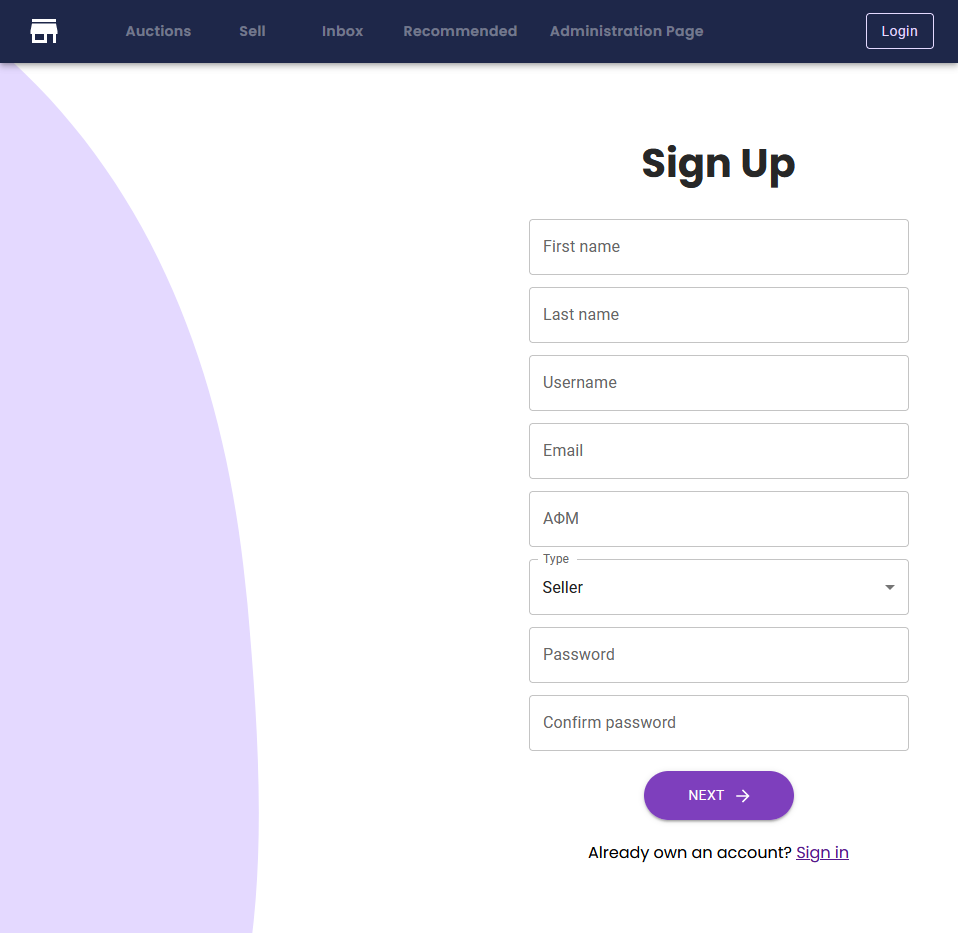 Auctions Sell Inbox Recommended Administration Page Login
Sign Up
First name
Last name
Username
Email
ΑΦΜ
Type
Seller
Password
Confirm password
NEXT
Already own an account? Sign in